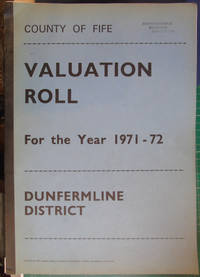 COUNTY OF FIFE
VALUATION
ROLL
For the Year 1971-72
DUNFERMLINE
DISTRICT